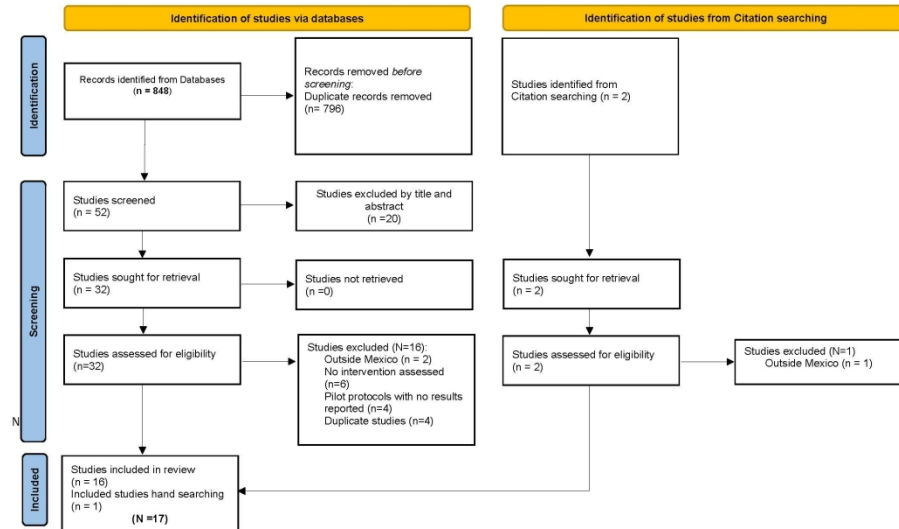 Identification of studies via databases
Identification of studies from Citation searching
Identification
Records identified from Databases
(n = 848)
Records removed before
screening:
Duplicate records removed
(n= 796)
Studies identified from
Citation searching (n = 2)
Screening
Studies screened
(n = 52)
Studies excluded by title and
abstract
(n =20)
Studies sought for retrieval
(n = 32)
Studies not retrieved
(n =0)
Studies sought for retrieval
(n = 2)
Studies assessed for eligibility
(n=32)
Studies excluded (N=16):
Outside Mexico (n = 2)
No intervention assessed
(n=6)
Pilot protocols with no results
reported (n=4)
Duplicate studies (n=4)
Studies assessed for eligibility
(n = 2)
Studies excluded (N=1)
Outside Mexico (n = 1)
N
Included
Studies included in review
(n = 16)
Included studies hand searching
(n = 1)
(N =17)